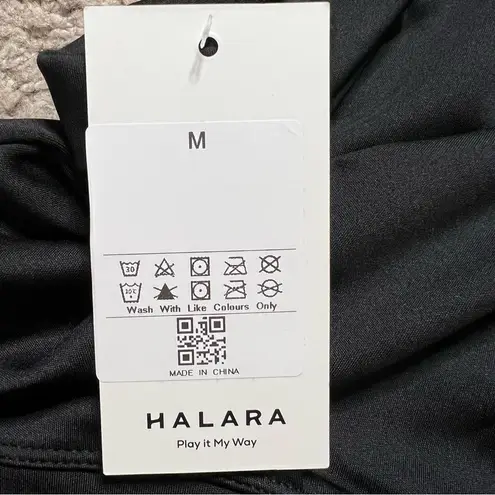 M
30
30°C
Wash With Like Colours Only
MADE IN CHINA
HALARA
Play it My Way